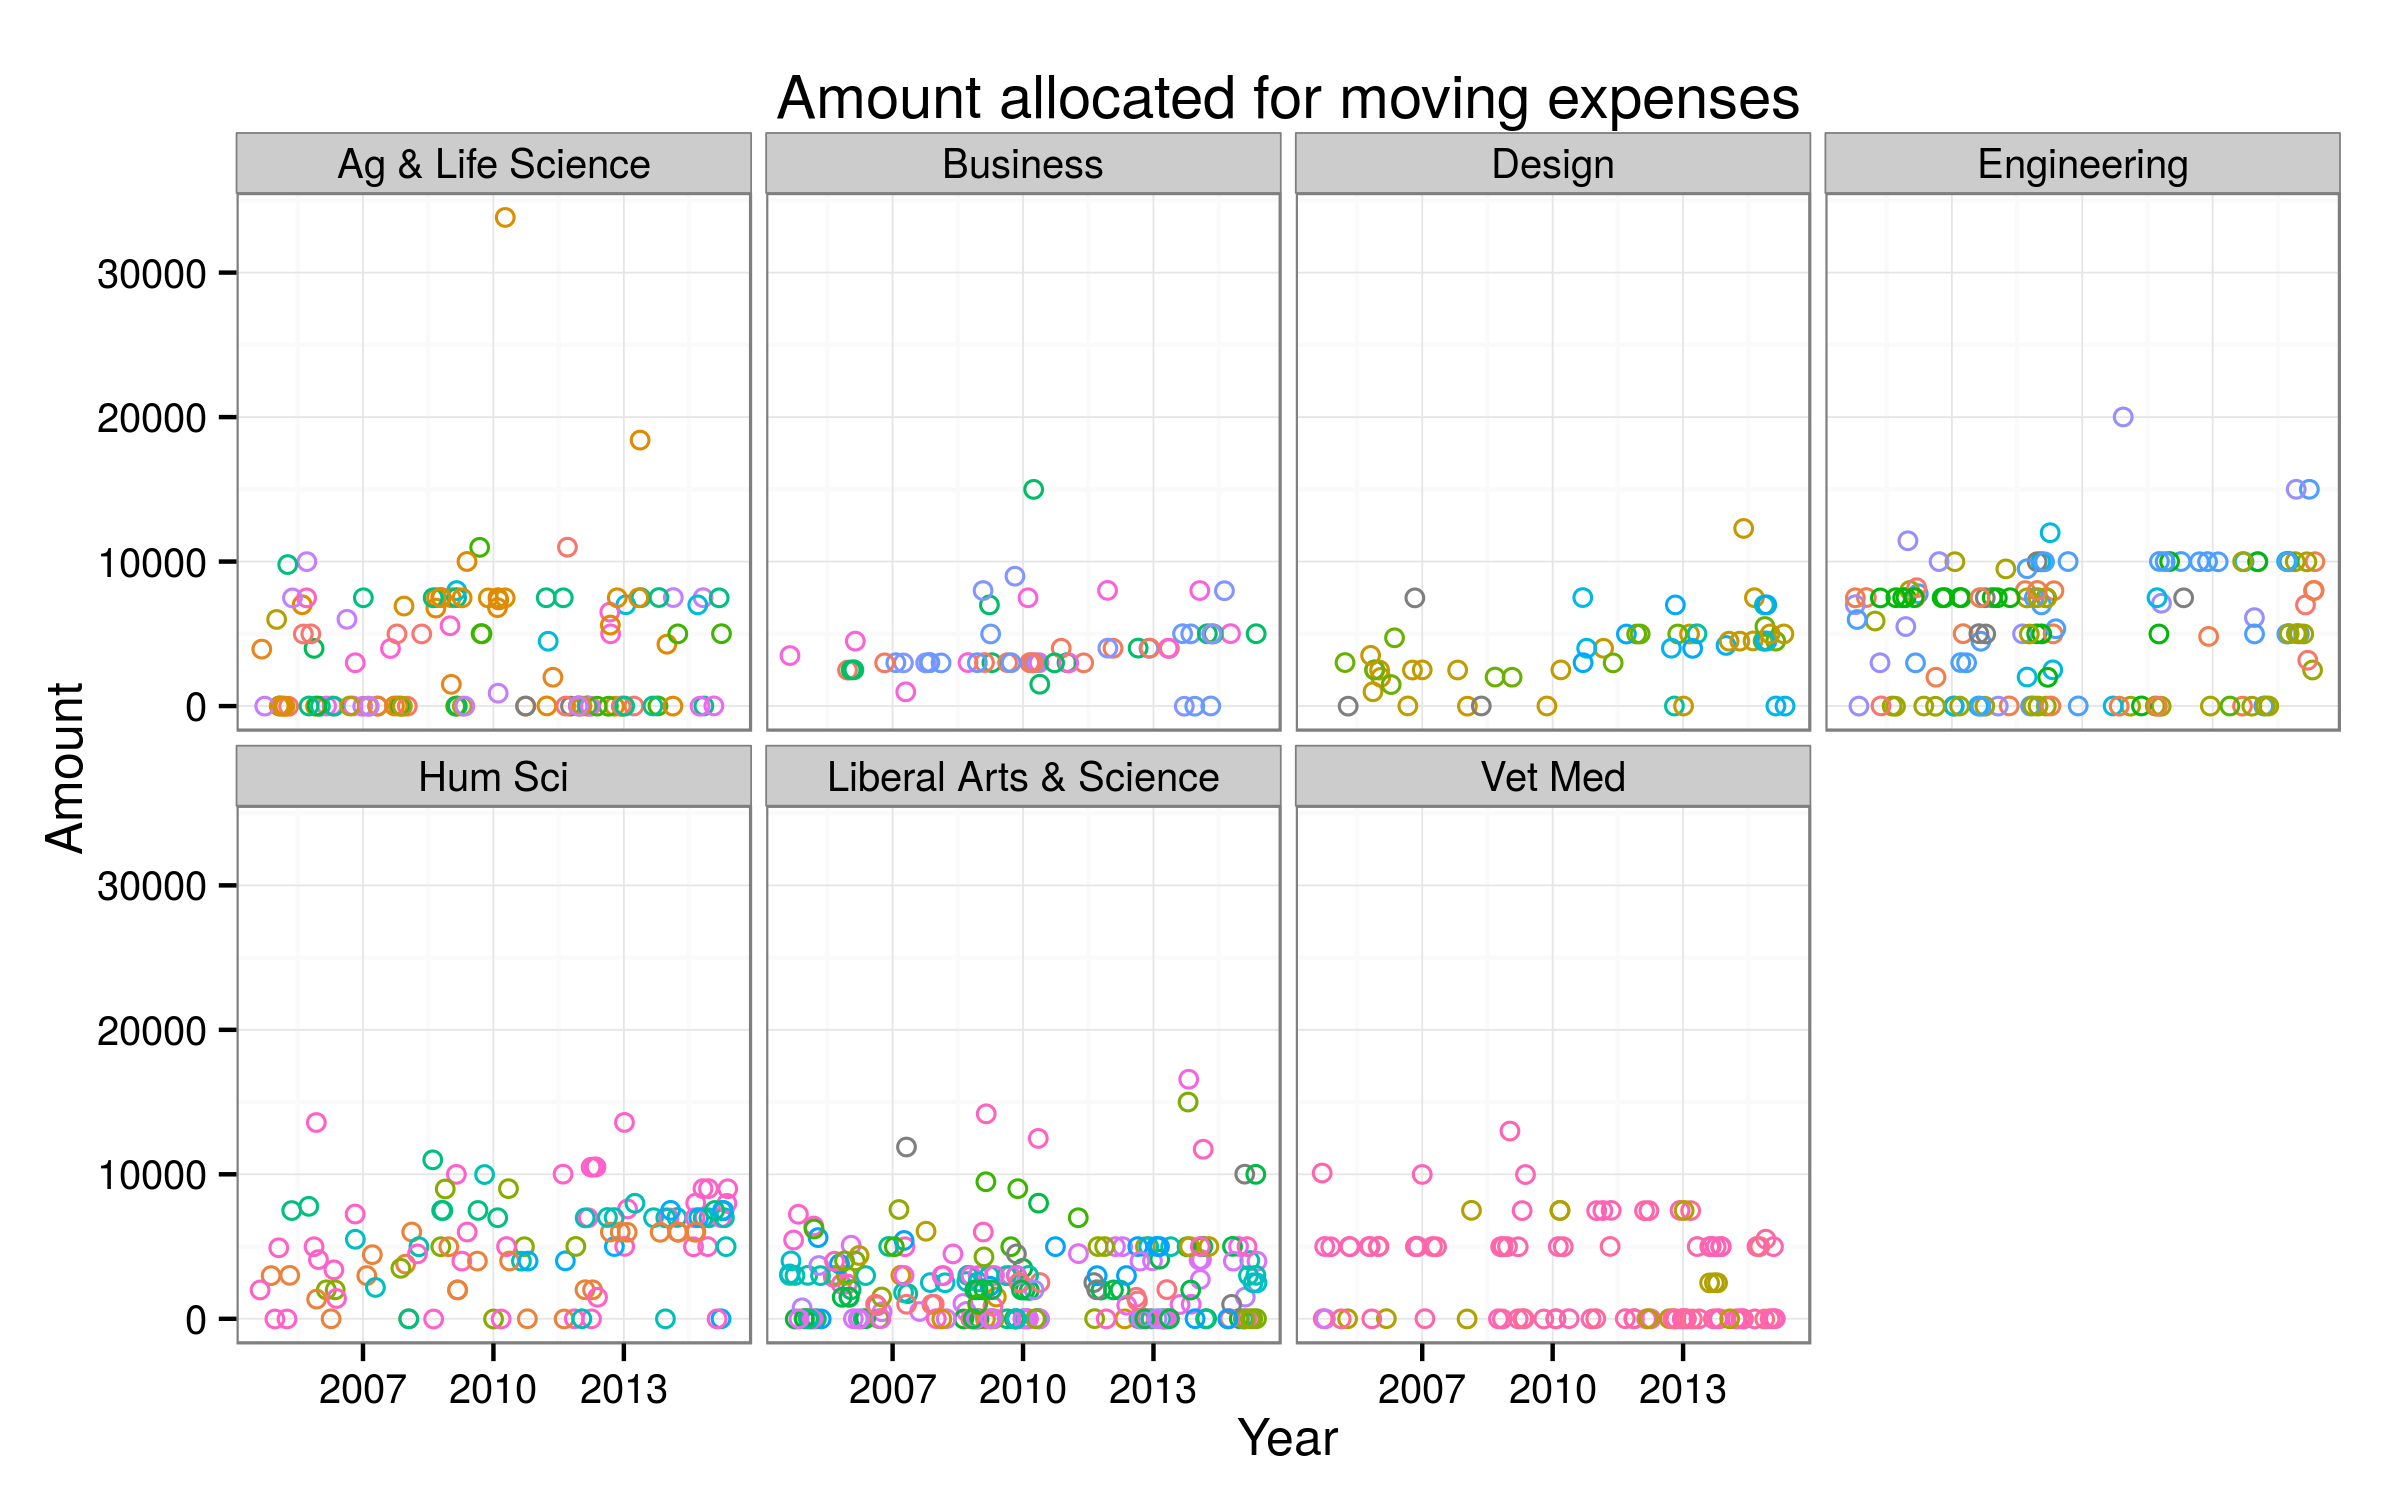 Amount allocated for moving expenses
Ag & Life Science
Business
Design
Engineering
30000
20000
10000
0
Amount
Hum Sci
Liberal Arts & Science
Vet Med
30000
20000
10000
0
2007 2010 2013
2007 2010 2013
2007 2010 2013
Year